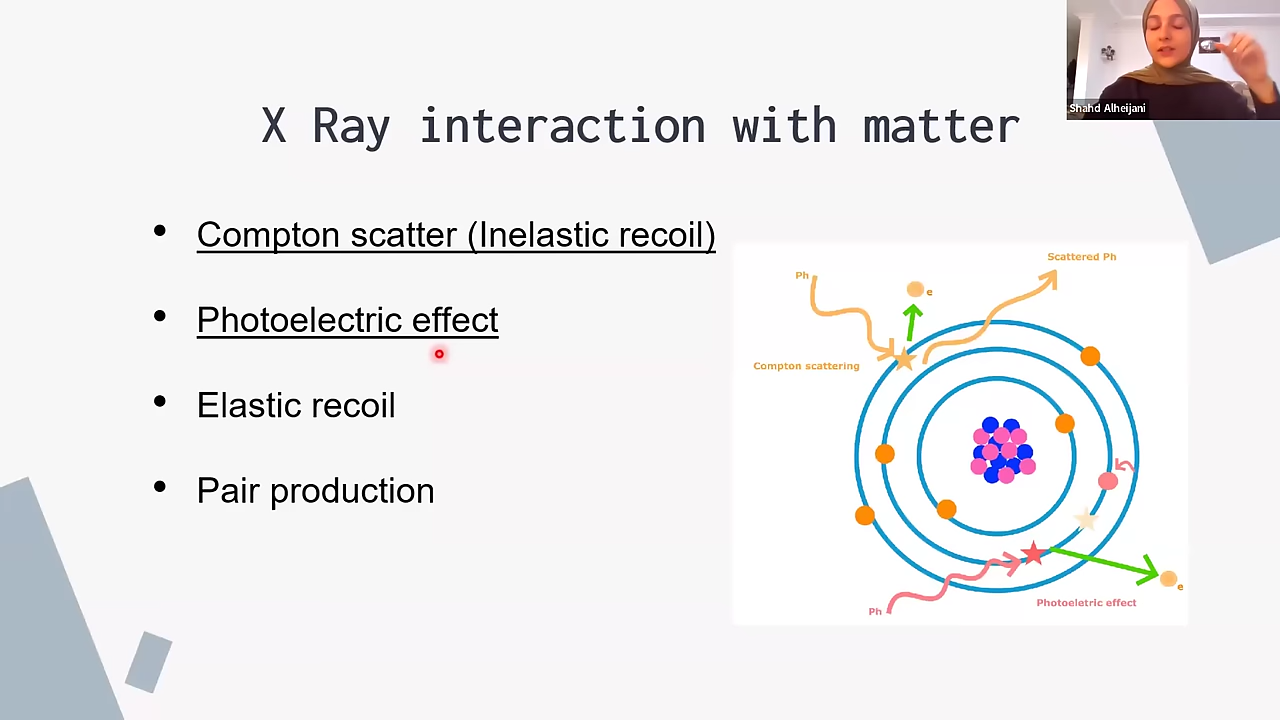 Shahd Alheijani
X Ray interaction with matter
• Compton scatter (Inelastic recoil)
• Photoelectric effect
• Elastic recoil
• Pair production
Scattered Ph
Ph
e
Compton scattering
e
Photoeletric effect
Ph